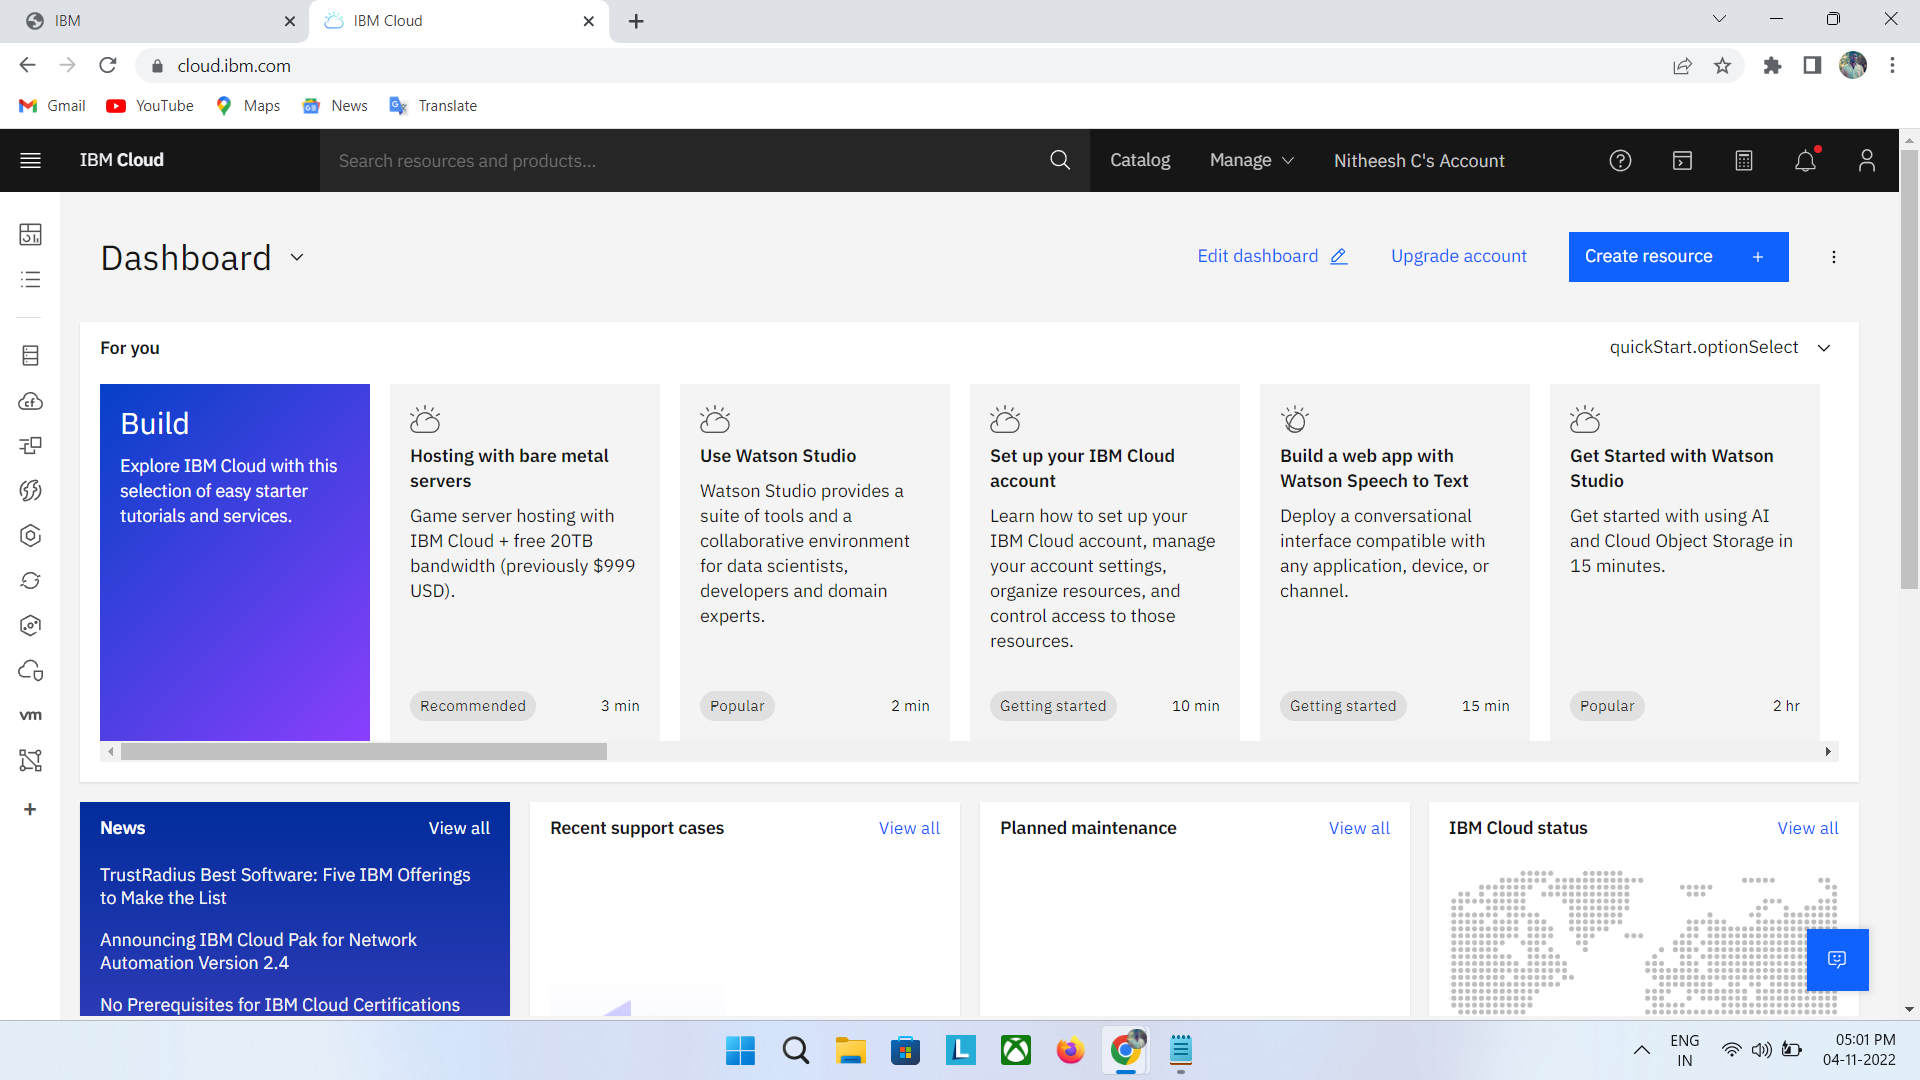 IBM
IBM Cloud
cloud.ibm.com
Gmail
YouTube
Maps
News
Translate
IBM Cloud
Search resources and products...
Catalog
Manage
Nitheesh C's Account
Dashboard
Edit dashboard
Upgrade account
Create resource +
For you
quickStart.optionSelect
Build
Explore IBM Cloud with this
selection of easy starter
tutorials and services.
Hosting with bare metal
servers
Game server hosting with
IBM Cloud + free 20TB
bandwidth (previously $999
USD).
Recommended
3 min
Use Watson Studio
Watson Studio provides a
suite of tools and a
collaborative environment
for data scientists,
developers and domain
experts.
Popular
2 min
Set up your IBM Cloud
account
Learn how to set up your
IBM Cloud account, manage
your account settings,
organize resources, and
control access to those
resources.
Getting started
10 min
Build a web app with
Watson Speech to Text
Deploy a conversational
interface compatible with
any application, device, or
channel.
Getting started
15 min
Get Started with Watson
Studio
Get started with using AI
and Cloud Object Storage in
15 minutes.
Popular
2 hr
cf
vm
News
View all
TrustRadius Best Software: Five IBM Offerings
to Make the List
Announcing IBM Cloud Pak for Network
Automation Version 2.4
No Prerequisites for IBM Cloud Certifications
Recent support cases
View all
Planned maintenance
View all
IBM Cloud status
View all
L
ENG
IN
05:01 PM
04-11-2022